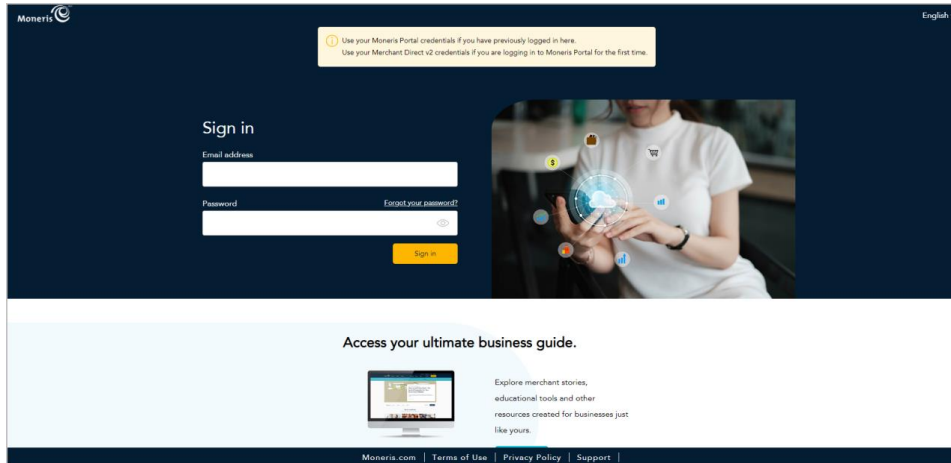 Moneris
English
Use your Moneris Portal credentials if you have previously logged in here.
Use your Merchant Direct v2 credentials if you are logging in to Moneris Portal for the first time.
Sign in
Email address
Password
Forgot your password?
Sign in
Access your ultimate business guide.
Explore merchant stories,
educational tools and other
resources created for businesses just
like yours.
Moneris.com | Terms of Use | Privacy Policy | Support |